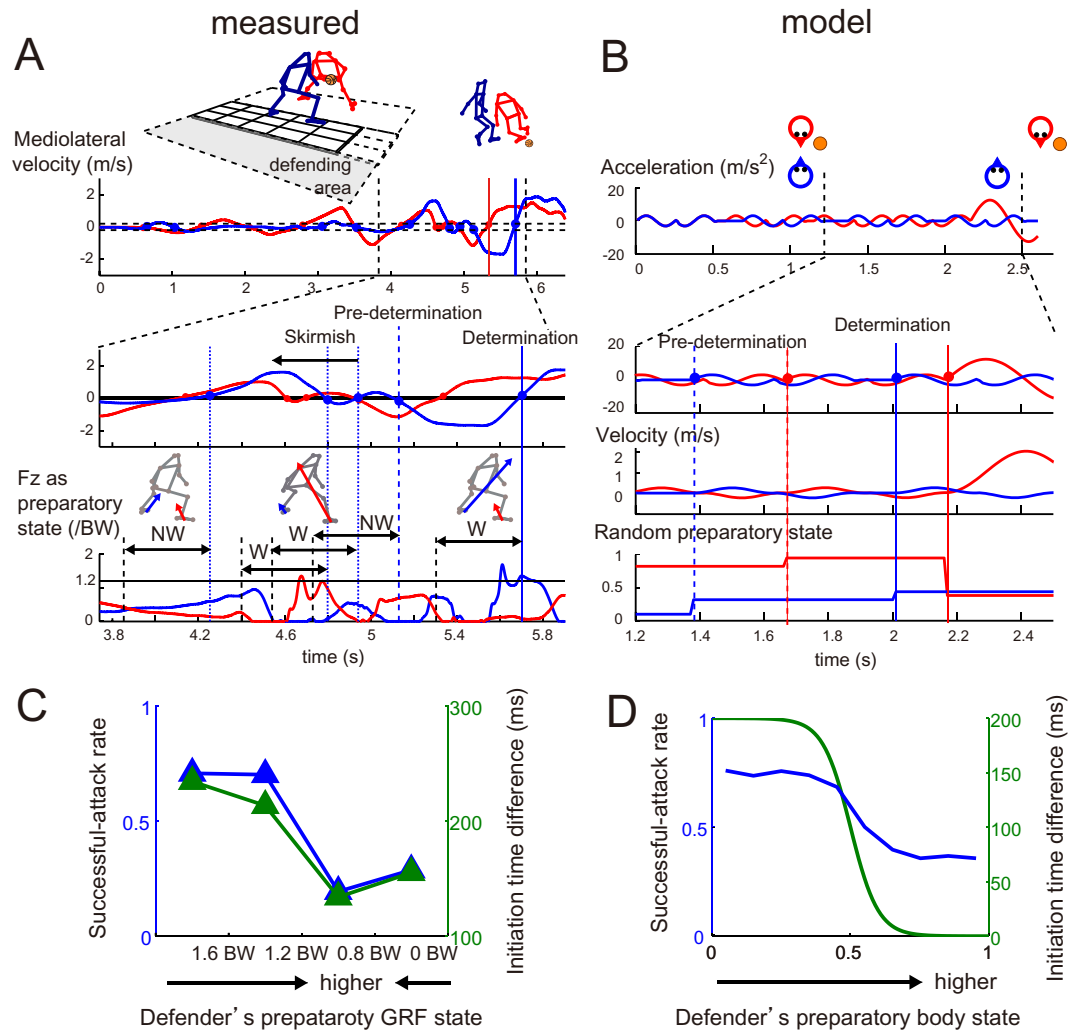 measured
model
A
B
Mediolateral
velocity (m/s)
defending
area
2
0
-2
0 1 2 3 4 5 6
Pre-determination
Skirmish
Determination
2
0
-2
Fz as
preparatory
state (/BW)
NW
W
W
NW
W
2
1.2
0
3.8 4.2 4.6 5 5.4 5.8
time (s)
Acceleration (m/s2)
20
0
-20
0 0.5 1 1.5 2 2.5
Determination
Pre-determination
20
0
-20
Velocity (m/s)
2
1
0
Random preparatory state
1
0.5
0
1.2 1.4 1.6 1.8 2 2.2 2.4
time (s)
C
Successful-attack rate
1
0.5
0
300
200
100
Initiation time difference (ms)
1.6 BW 1.2 BW 0.8 BW 0 BW
higher
Defender's prepataroty GRF state
D
Successful-attack rate
1
0.5
0
200
150
100
50
0
Initiation time difference (ms)
0 0.5 1
higher
Defender's preparatory body state